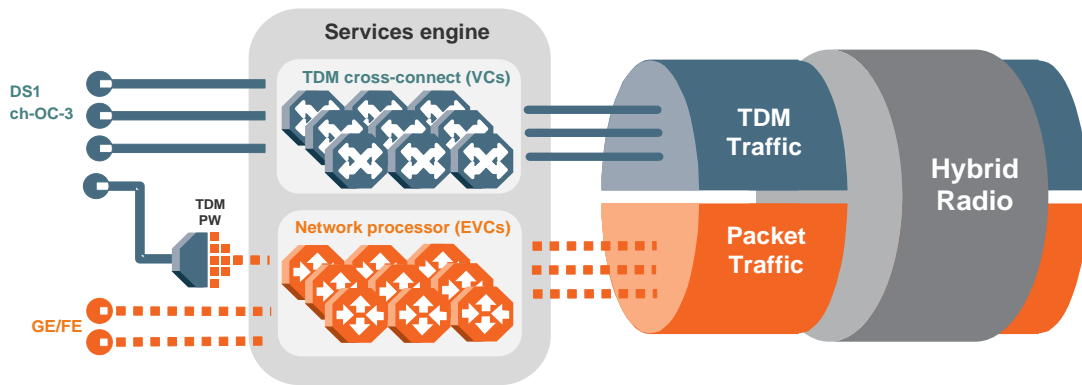 Services engine
TDM cross-connect (VCs)
DS1
ch-OC-3
TDM
PW
Network processor (EVCs)
GE/FE
TDM
Traffic
Packet
Traffic
Hybrid
Radio